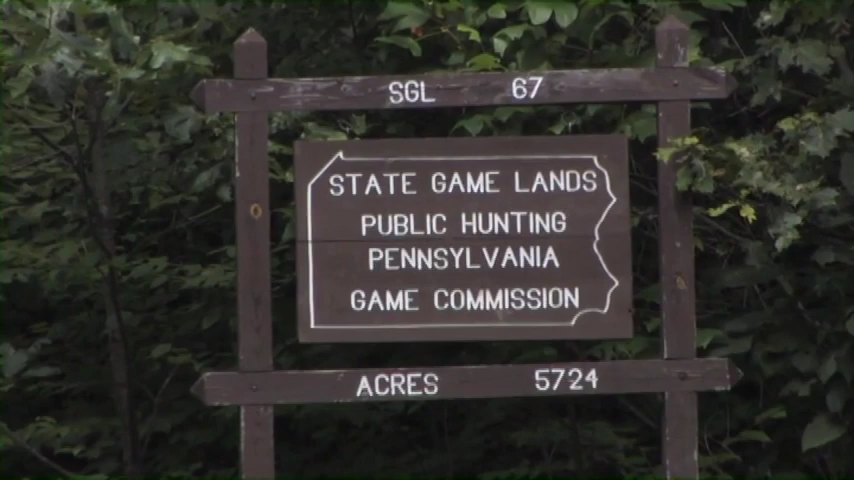 SGL 67
STATE GAME LANDS
PUBLIC HUNTING
PENNSYLVANIA
GAME COMMISSION
ACRES 5724